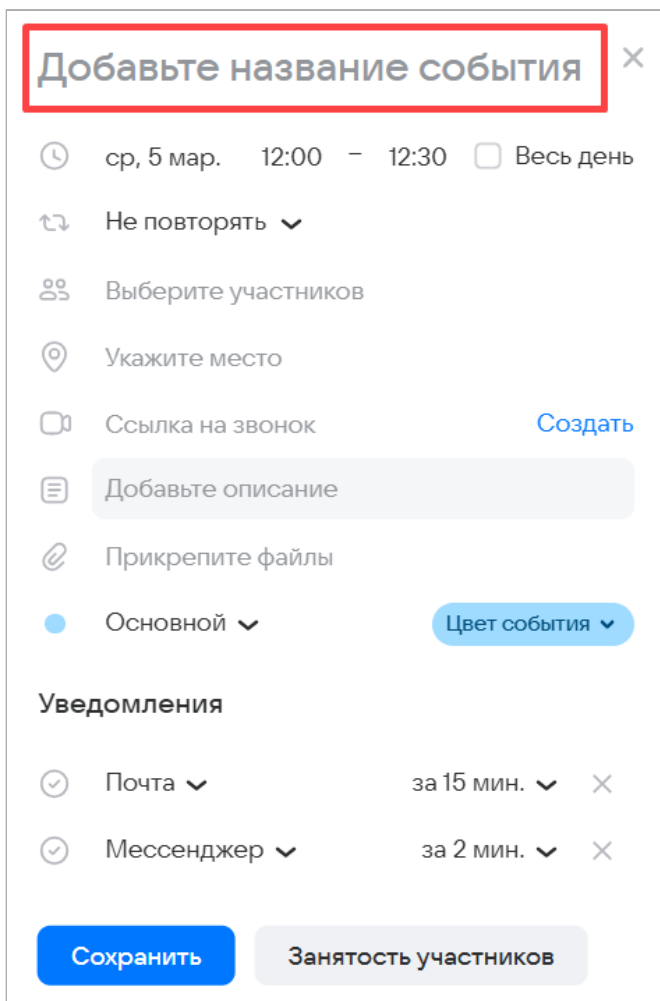 Добавьте название события
ср, 5 мар. 12:00 – 12:30 Весь день
Не повторять
Выберите участников
Укажите место
Ссылка на звонок Создать
Добавьте описание
Прикрепите файлы
Основной Цвет события
Уведомления
Почта за 15 мин.
Мессенджер за 2 мин.
Сохранить Занятость участников